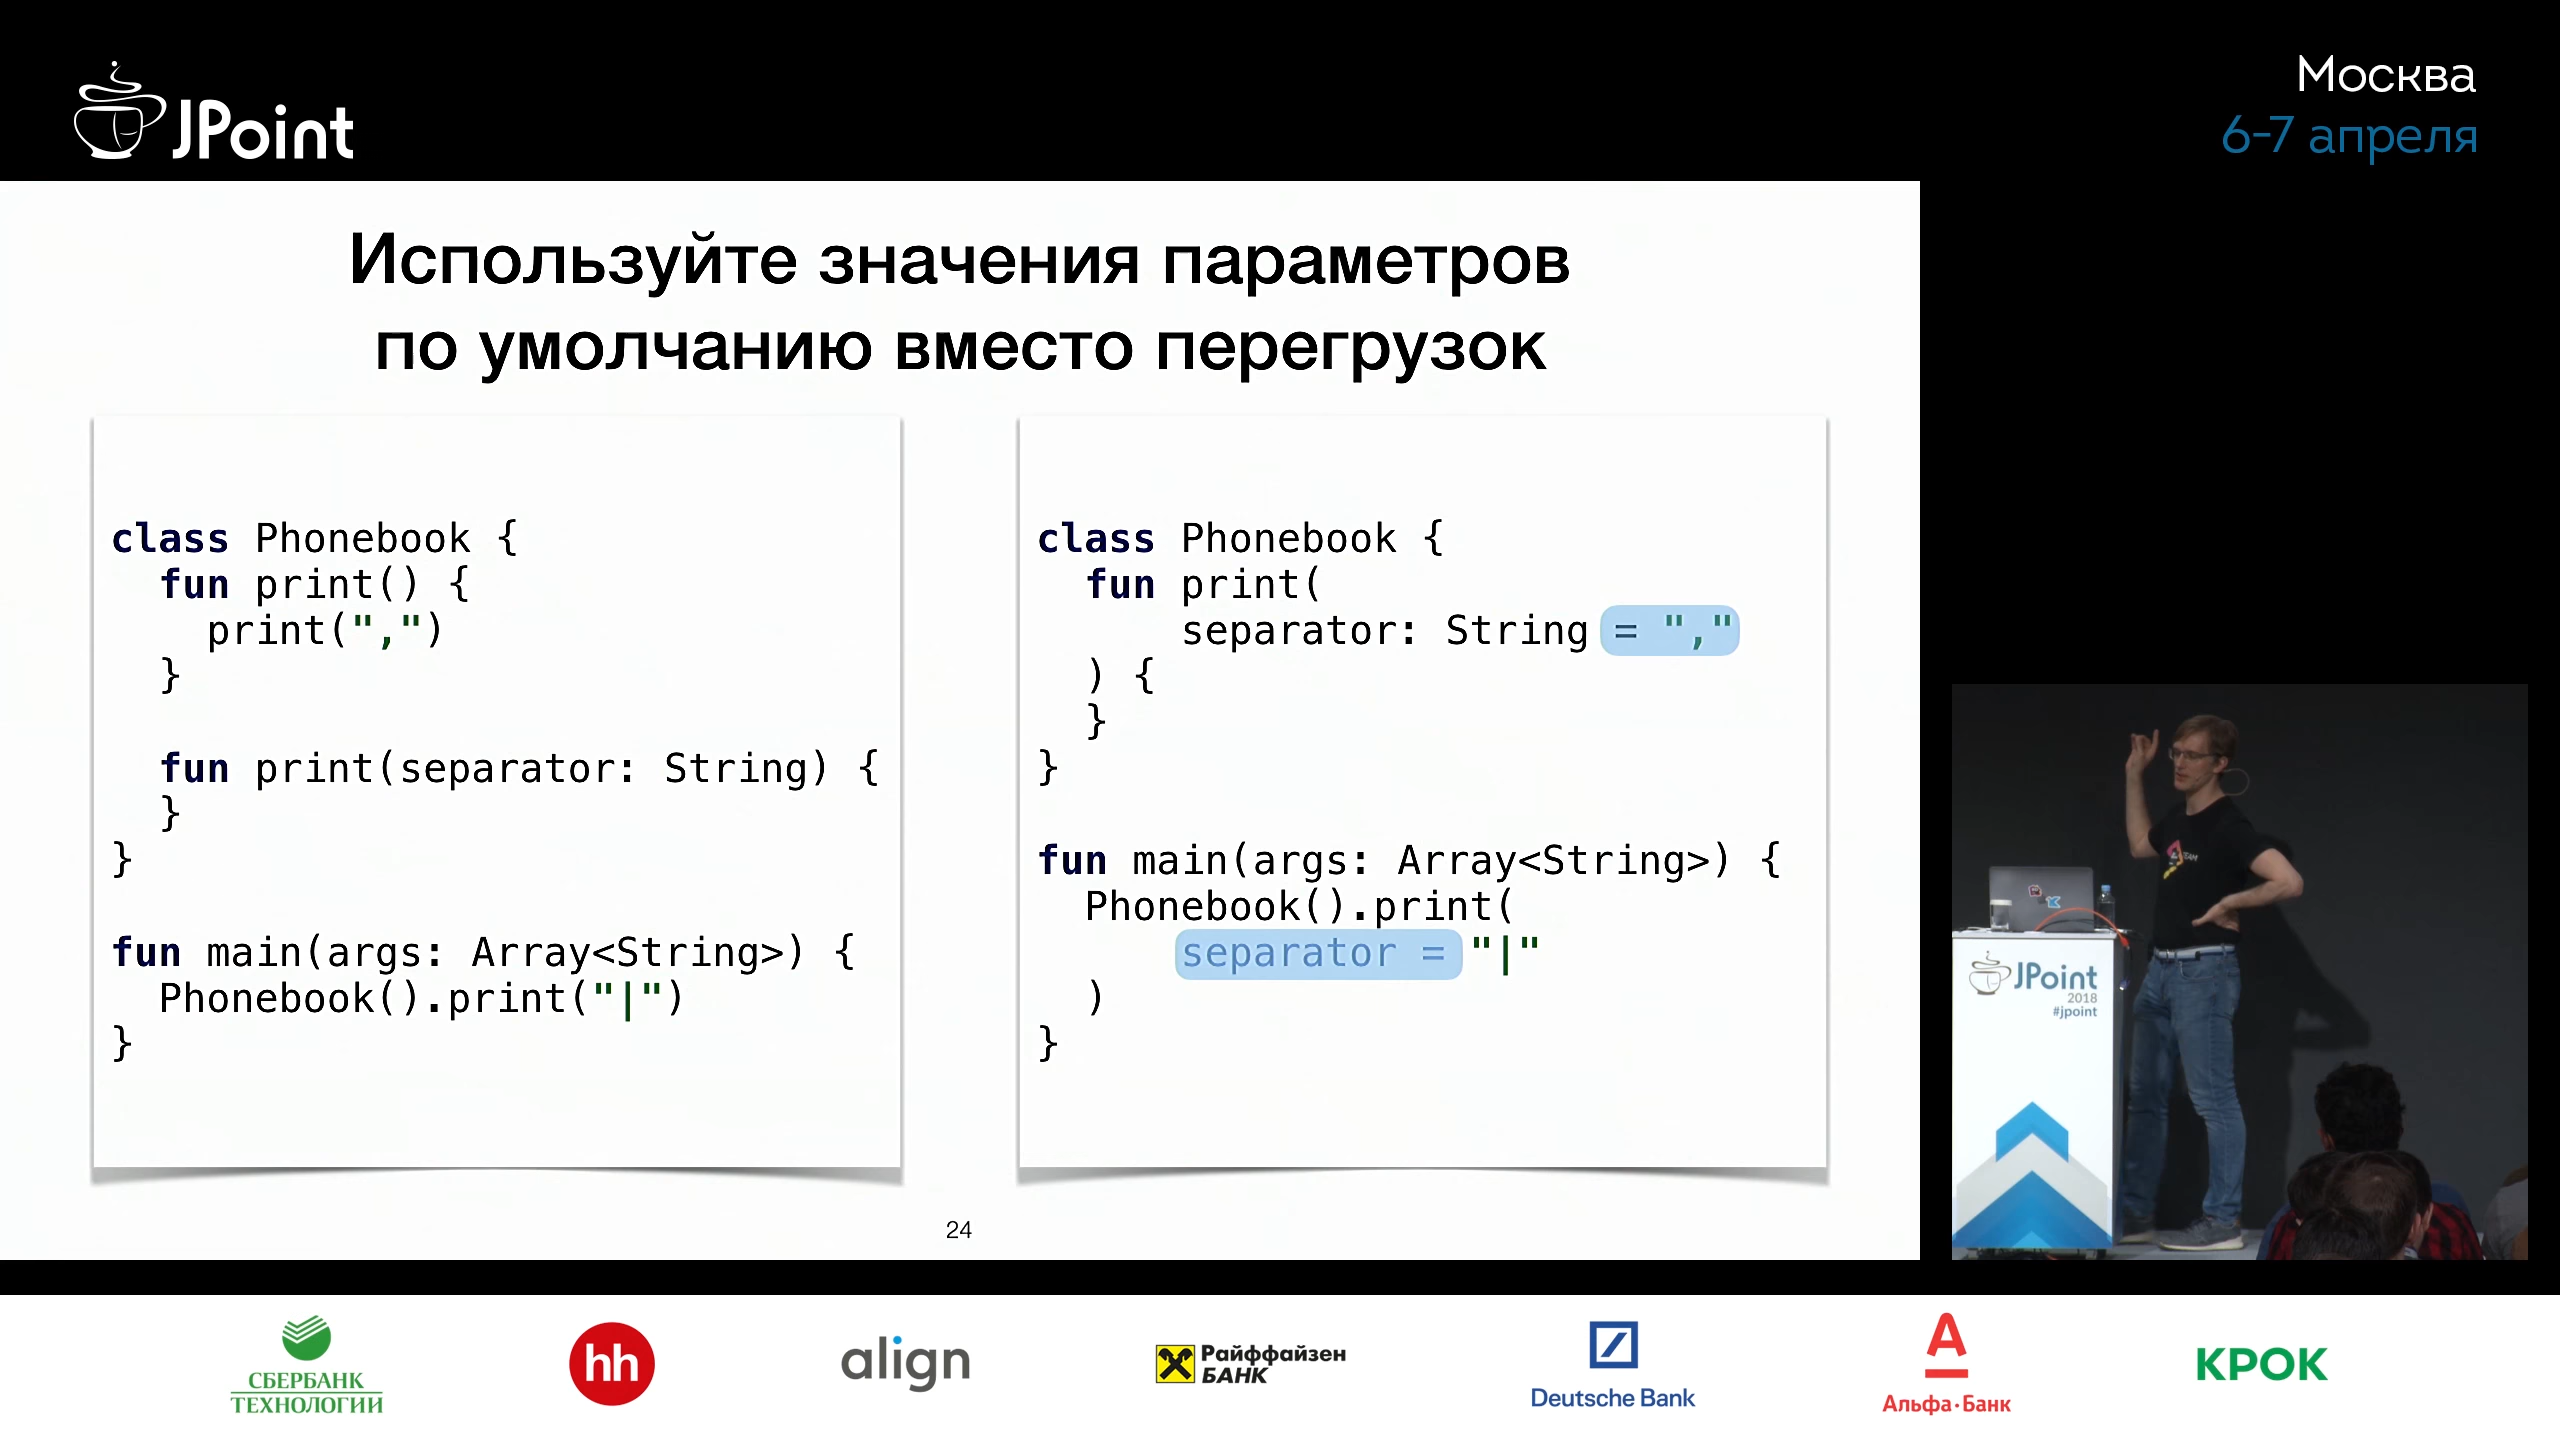 JPoint
Москва
6-7 апреля
Используйте значения параметров
по умолчанию вместо перегрузок
class Phonebook {
  fun print() {
    print(",")
  }

  fun print(separator: String) {
  }
}

fun main(args: Array<String>) {
  Phonebook().print("|")
}
class Phonebook {
  fun print(
      separator: String = ","
  ) {
  }
}

fun main(args: Array<String>) {
  Phonebook().print(
      separator = "|"
  )
}
24
JPoint
2018
#jpoint
СБЕРБАНК
ТЕХНОЛОГИИ
hh
align
Райффайзен
БАНК
Deutsche Bank
А
Альфа·Банк
КРОК